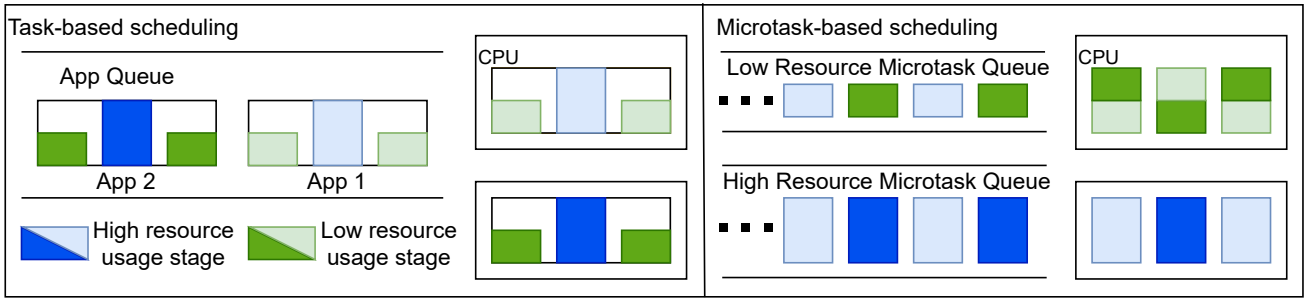 Task-based scheduling
App Queue
App 2
App 1
High resource
usage stage
Low resource
usage stage
CPU
Microtask-based scheduling
Low Resource Microtask Queue
High Resource Microtask Queue
CPU